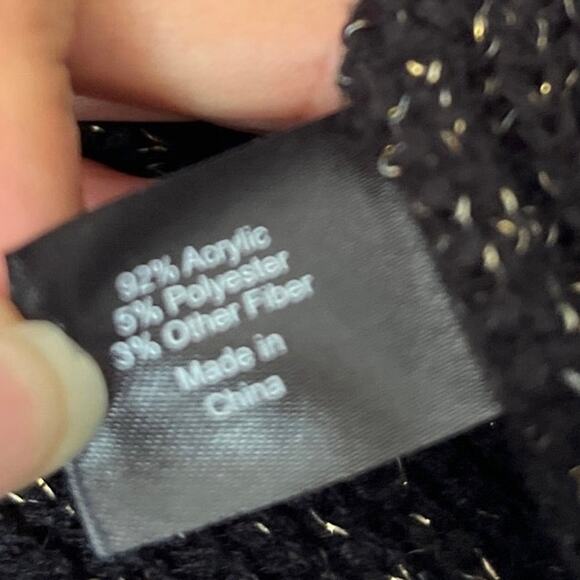 92% Acrylic
5% Polyester
3% Other Fiber
Made in
China